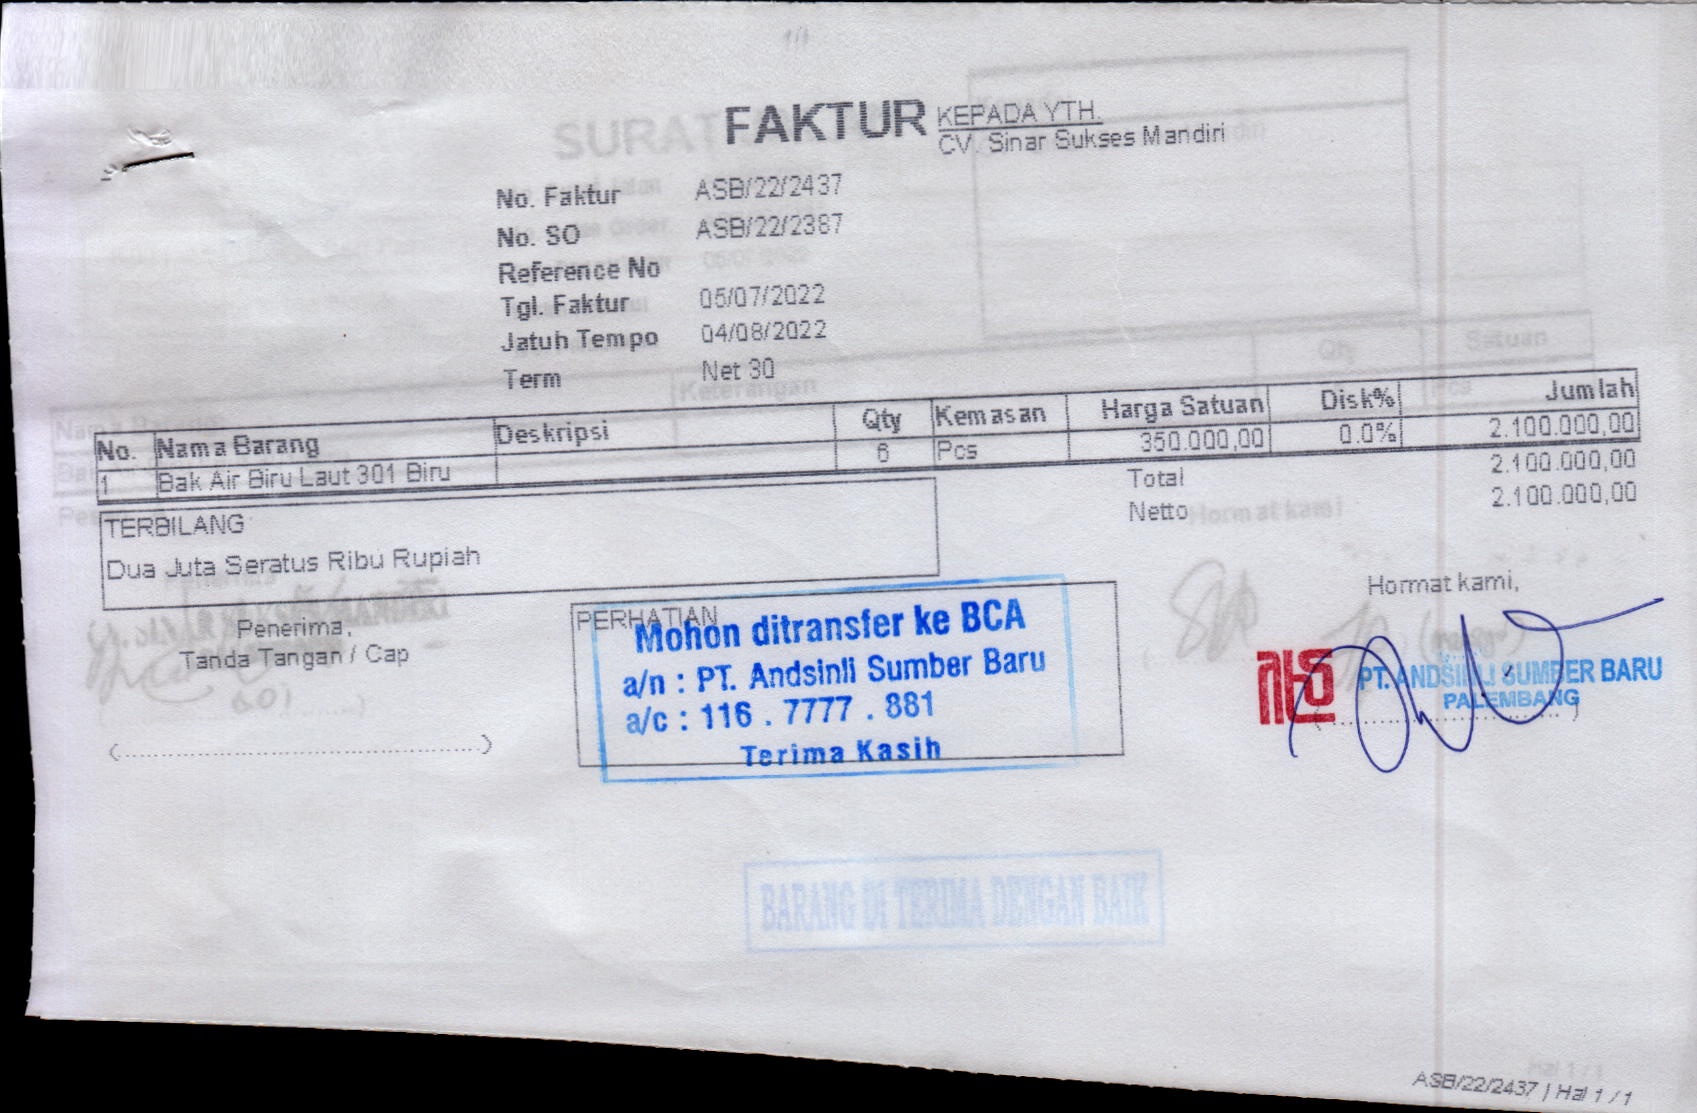 FAKTUR
KEPADA YTH.
CV. Sinar Sukses Mandiri
No. Faktur ASB/22/2437
No. SO ASB/22/2387
Reference No
Tgl. Faktur 05/07/2022
Jatuh Tempo 04/08/2022
Term Net 30
No. Nama Barang Deskripsi Qty Kemasan Harga Satuan Disk% Jumlah
1 Bak Air Biru Laut 301 Biru 6 Pcs 350.000,00 0.0% 2.100.000,00
Total 2.100.000,00
Netto 2.100.000,00
TERBILANG
Dua Juta Seratus Ribu Rupiah
Penerima,
Tanda Tangan / Cap
PERHATIAN
Mohon ditransfer ke BCA
a/n : PT. Andsinli Sumber Baru
a/c : 116 . 7777 . 881
Terima Kasih
Hormat kami,
PT. ANDSINLI SUMBER BARU
PALEMBANG
BARANG DI TERIMA DENGAN BAIK
ASB/22/2437 | Hal 1 / 1